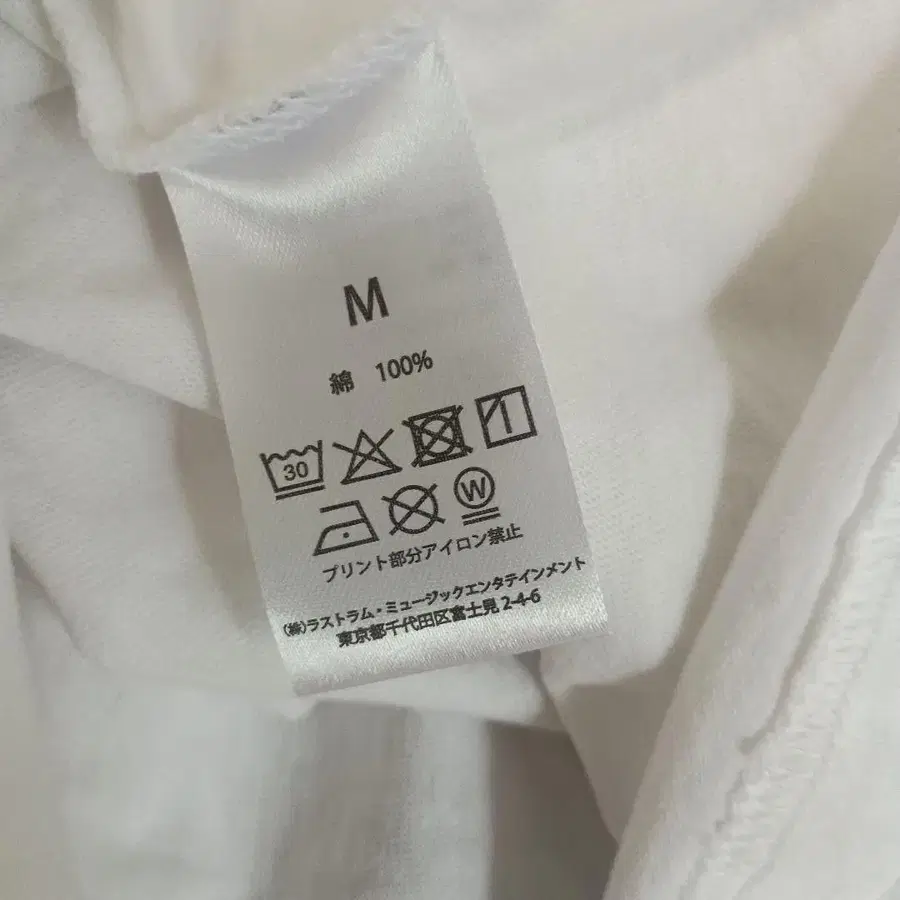 M
綿 100%
30
W
プリント部分アイロン禁止
(株)ラストラム・ミュージックエンタテインメント
東京都千代田区富士見 2-4-6